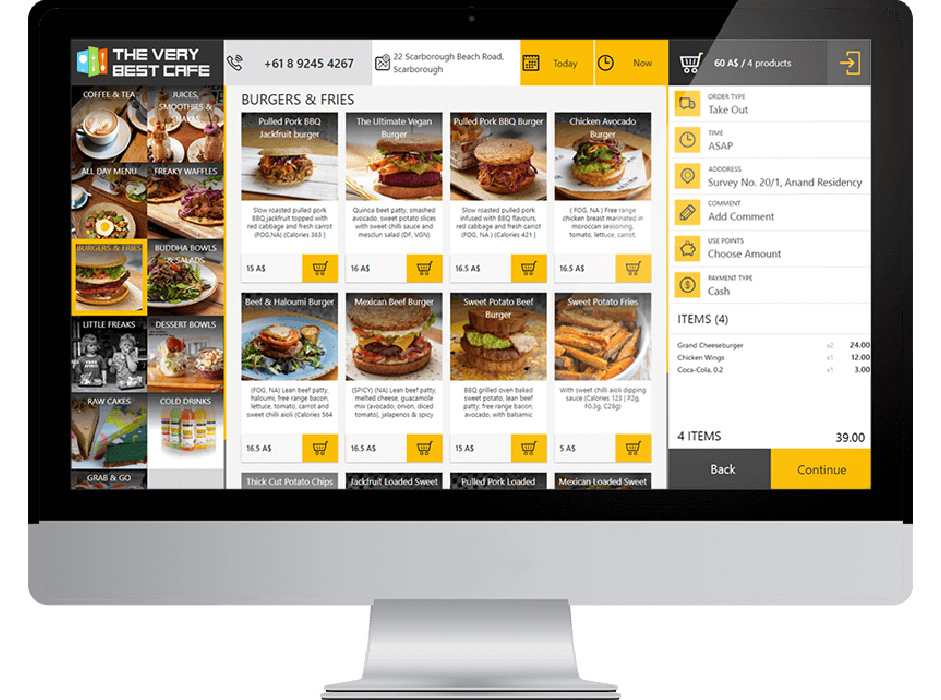 THE VERY
BEST CAFE
+61 8 9245 4267
22 Scarborough Beach Road,
Scarborough
Today
Now
60 A$ / 4 products
COFFEE & TEA
JUICES,
SMOOTHIES &
SHAKES
ALL DAY MENU
FREAKY WAFFLES
BURGERS & FRIES
BUDDHA BOWLS
& SALADS
LITTLE FREAKS
DESSERT BOWLS
RAW CAKES
COLD DRINKS
GRAB & GO
BURGERS & FRIES
Pulled Pork BBQ
Jackfruit burger
Slow roasted pulled pork
BBQ jackfruit topped with
red cabbage and fresh carrot
(FOG,NA) (Calories 363 |
15 A$
The Ultimate Vegan
Burger
Quinoa beet patty, smashed
avocado, sweet potato slices
with sweet chilli sauce and
mesclun salad (DF, VGN)
16 A$
Pulled Pork BBQ Burger
Slow roasted pulled pork
infused with BBQ flavours,
red cabbage and fresh carrot
(FOG, NA, ) (Calories 421 |
16.5 A$
Chicken Avocado
Burger
( FOG, NA ) Free range
chicken breast marinated in
moroccan seasoning,
tomato, lettuce, carrot,
16.5 A$
Beef & Haloumi Burger
(FOG, NA) Lean beef patty,
haloumi, free range bacon,
lettuce, tomato, carrot and
sweet chilli aioli (Calories 564
16.5 A$
Mexican Beef Burger
(SPICY) (NA) Lean beef patty,
melted cheese, guacamole
mix (avocado, onion, diced
tomato), jalapenos & spicy
16.5 A$
Sweet Potato Beef
Burger
BBQ grilled oven baked
sweet potato, lean beef
patty, free range bacon,
avocado, with balsamic
15 A$
Sweet Potato Fries
With sweet chilli aioli dipping
sauce (Calories 123 | P2g,
F0.3g, C28g)
5 A$
Thick Cut Potato Chips
Jackfruit Loaded Sweet
Pulled Pork Loaded
Mexican Loaded Sweet
ORDER TYPE
Take Out
TIME
ASAP
ADDORESS:
Survey No. 20/1, Anand Residency
COMMENT
Add Comment
USE POINTS
Choose Amount
PAYMENT TYPE
Cash
ITEMS (4)
Grand Cheeseburger x2 24.00
Chicken Wings x1 12.00
Coca-Cola, 0.2 x1 3.00
4 ITEMS 39.00
Back
Continue